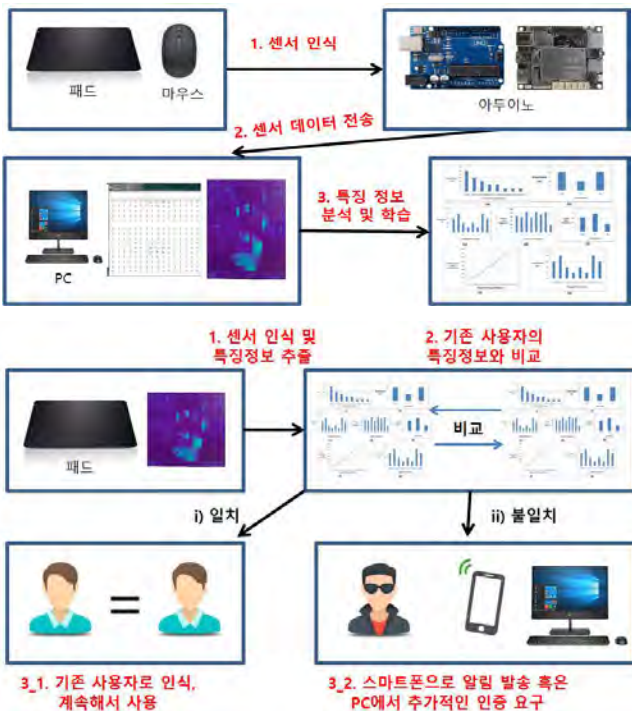 1. 센서 인식
패드
마우스
아두이노
2. 센서 데이터 전송
3. 특징 정보
분석 및 학습
PC
1. 센서 인식 및
특징정보 추출
2. 기존 사용자의
특징정보와 비교
패드
비교
i) 일치
ii) 불일치
3_1. 기존 사용자로 인식,
계속해서 사용
3_2. 스마트폰으로 알림 발송 혹은
PC에서 추가적인 인증 요구